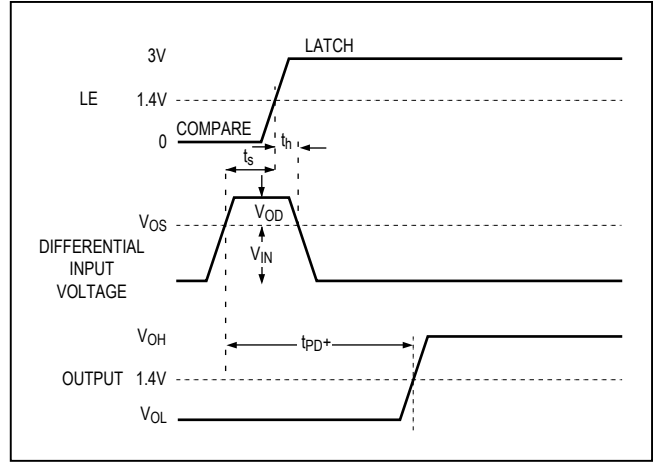 3V
LATCH
LE
1.4V
COMPARE
0
th
ts
VOS
VOD
DIFFERENTIAL
INPUT
VOLTAGE
VIN
VOH
tPD+
OUTPUT 1.4V
VOL